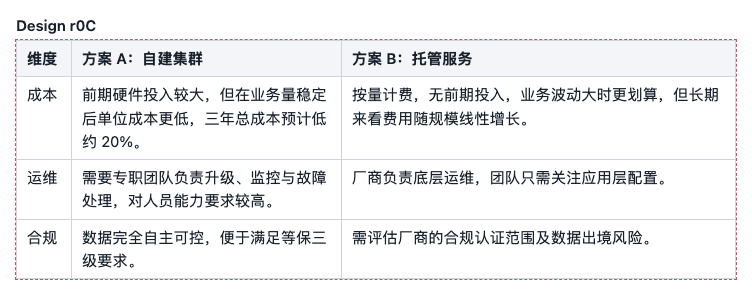 Design r0C
维度
方案 A：自建集群
方案 B：托管服务
成本
前期硬件投入较大，但在业务量稳定
后单位成本更低，三年总成本预计低
约 20%。
按量计费，无前期投入，业务波动大时更划算，但长期
来看费用随规模线性增长。
运维
需要专职团队负责升级、监控与故障
处理，对人员能力要求较高。
厂商负责底层运维，团队只需关注应用层配置。
合规
数据完全自主可控，便于满足等保三
级要求。
需评估厂商的合规认证范围及数据出境风险。